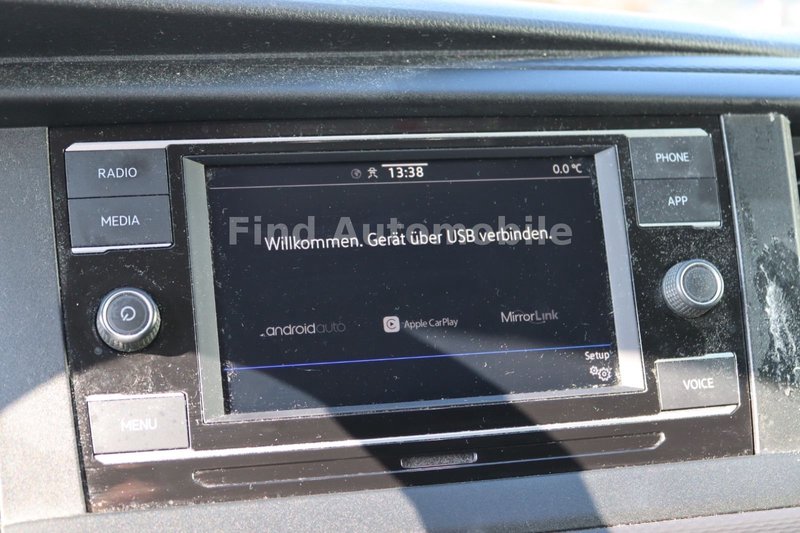 RADIO
MEDIA
MENU
13:38
0.0 °C
Find Automobile
Willkommen. Gerät über USB verbinden.
androidauto
Apple CarPlay
MirrorLink
Setup
PHONE
APP
VOICE